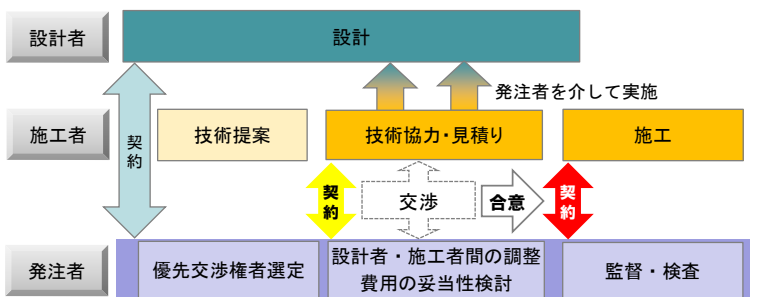 設計者
設計
発注者を介して実施
施工者
契約
技術提案
技術協力・見積り
施工
契約
交渉
合意
契約
発注者
優先交渉権者選定
設計者・施工者間の調整
費用の妥当性検討
監督・検査